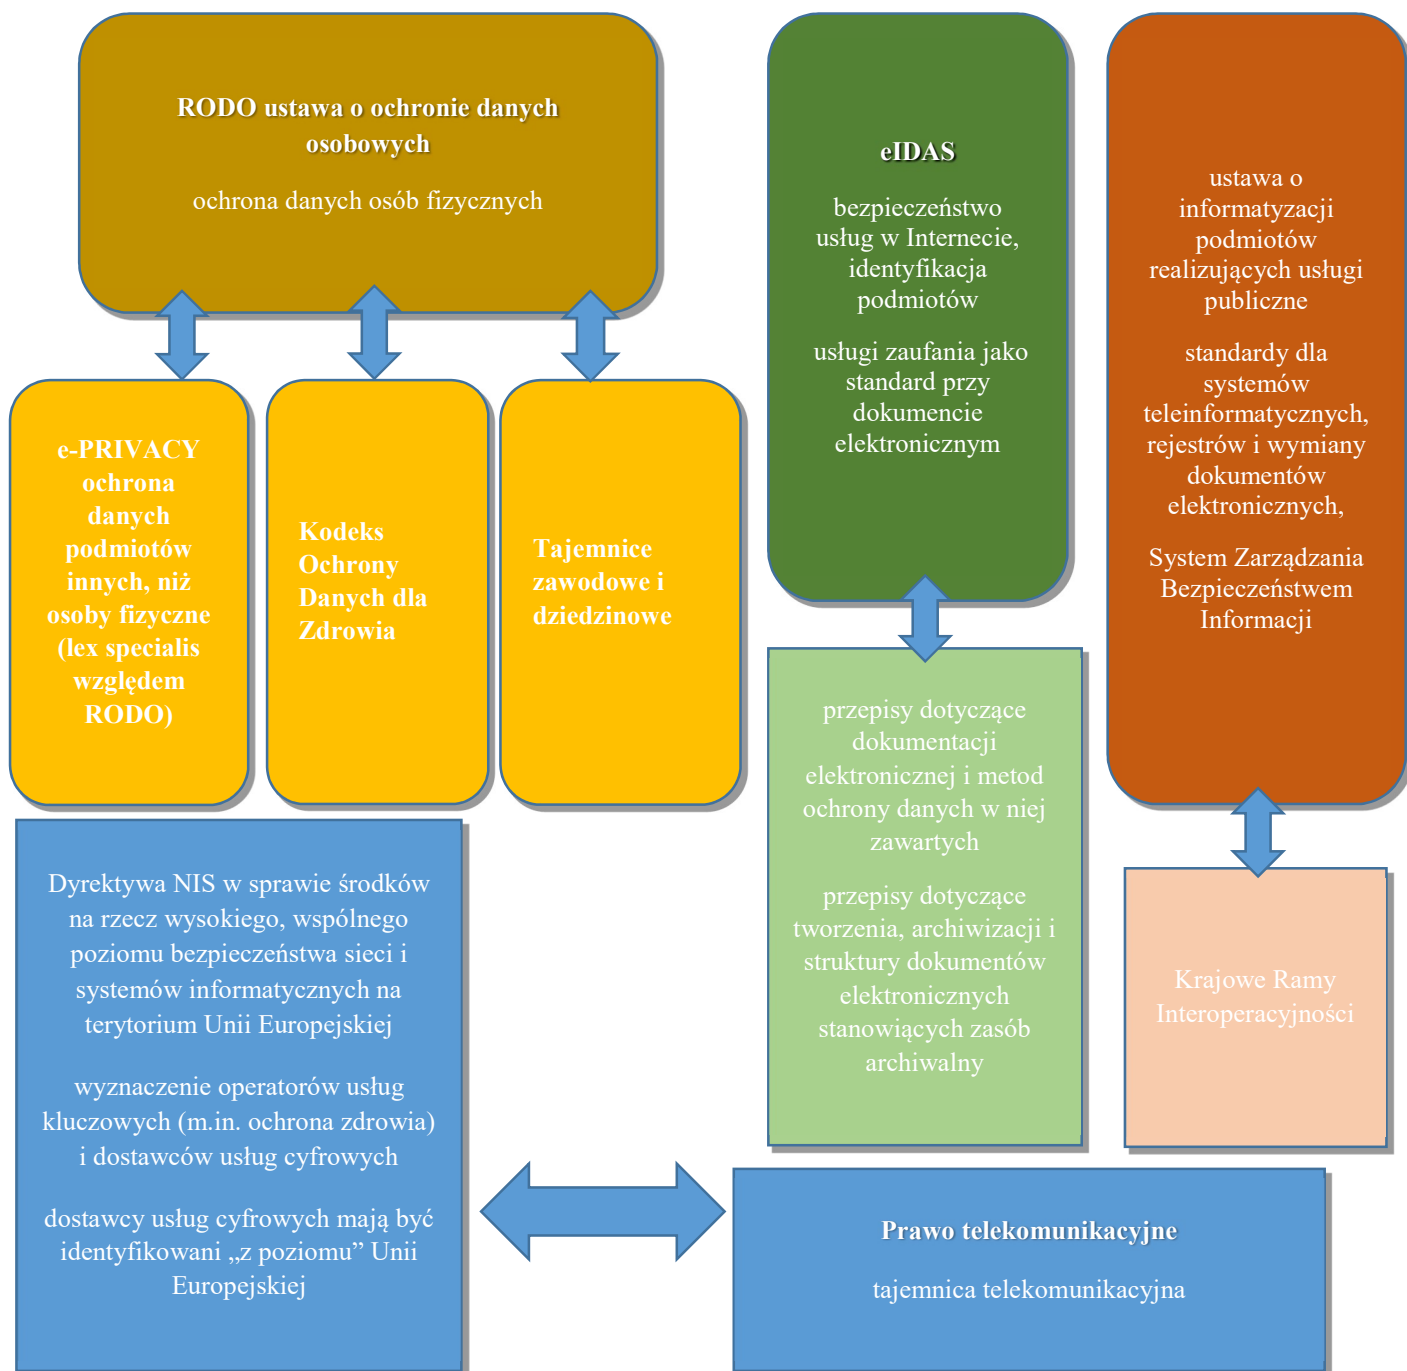 RODO ustawa o ochronie danych
osobowych
ochrona danych osób fizycznych
eIDAS
bezpieczeństwo
usług w Internecie,
identyfikacja
podmiotów
usługi zaufania jako
standard przy
dokumencie
elektronicznym
ustawa o
informatyzacji
podmiotów
realizujących usługi
publiczne
standardy dla
systemów
teleinformatycznych,
rejestrów i wymiany
dokumentów
elektronicznych,
System Zarządzania
Bezpieczeństwem
Informacji
e-PRIVACY
ochrona
danych
podmiotów
innych, niż
osoby fizyczne
(lex specialis
względem
RODO)
Kodeks
Ochrony
Danych dla
Zdrowia
Tajemnice
zawodowe i
dziedzinowe
przepisy dotyczące
dokumentacji
elektronicznej i metod
ochrony danych w niej
zawartych
przepisy dotyczące
tworzenia, archiwizacji i
struktury dokumentów
elektronicznych
stanowiących zasób
archiwalny
Krajowe Ramy
Interoperacyjności
Dyrektywa NIS w sprawie środków
na rzecz wysokiego, wspólnego
poziomu bezpieczeństwa sieci i
systemów informatycznych na
terytorium Unii Europejskiej
wyznaczenie operatorów usług
kluczowych (m.in. ochrona zdrowia)
i dostawców usług cyfrowych
dostawcy usług cyfrowych mają być
identyfikowani „z poziomu” Unii
Europejskiej
Prawo telekomunikacyjne
tajemnica telekomunikacyjna